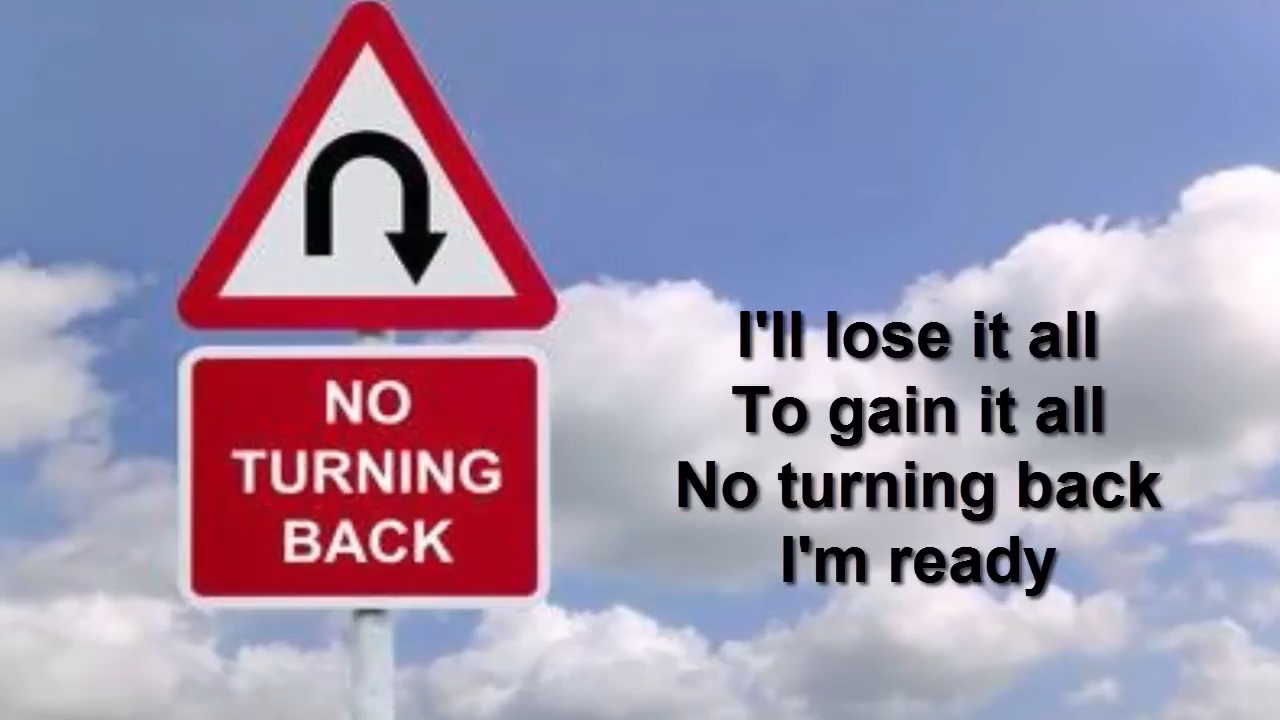 NO
TURNING
BACK
I'll lose it all
To gain it all
No turning back
I'm ready